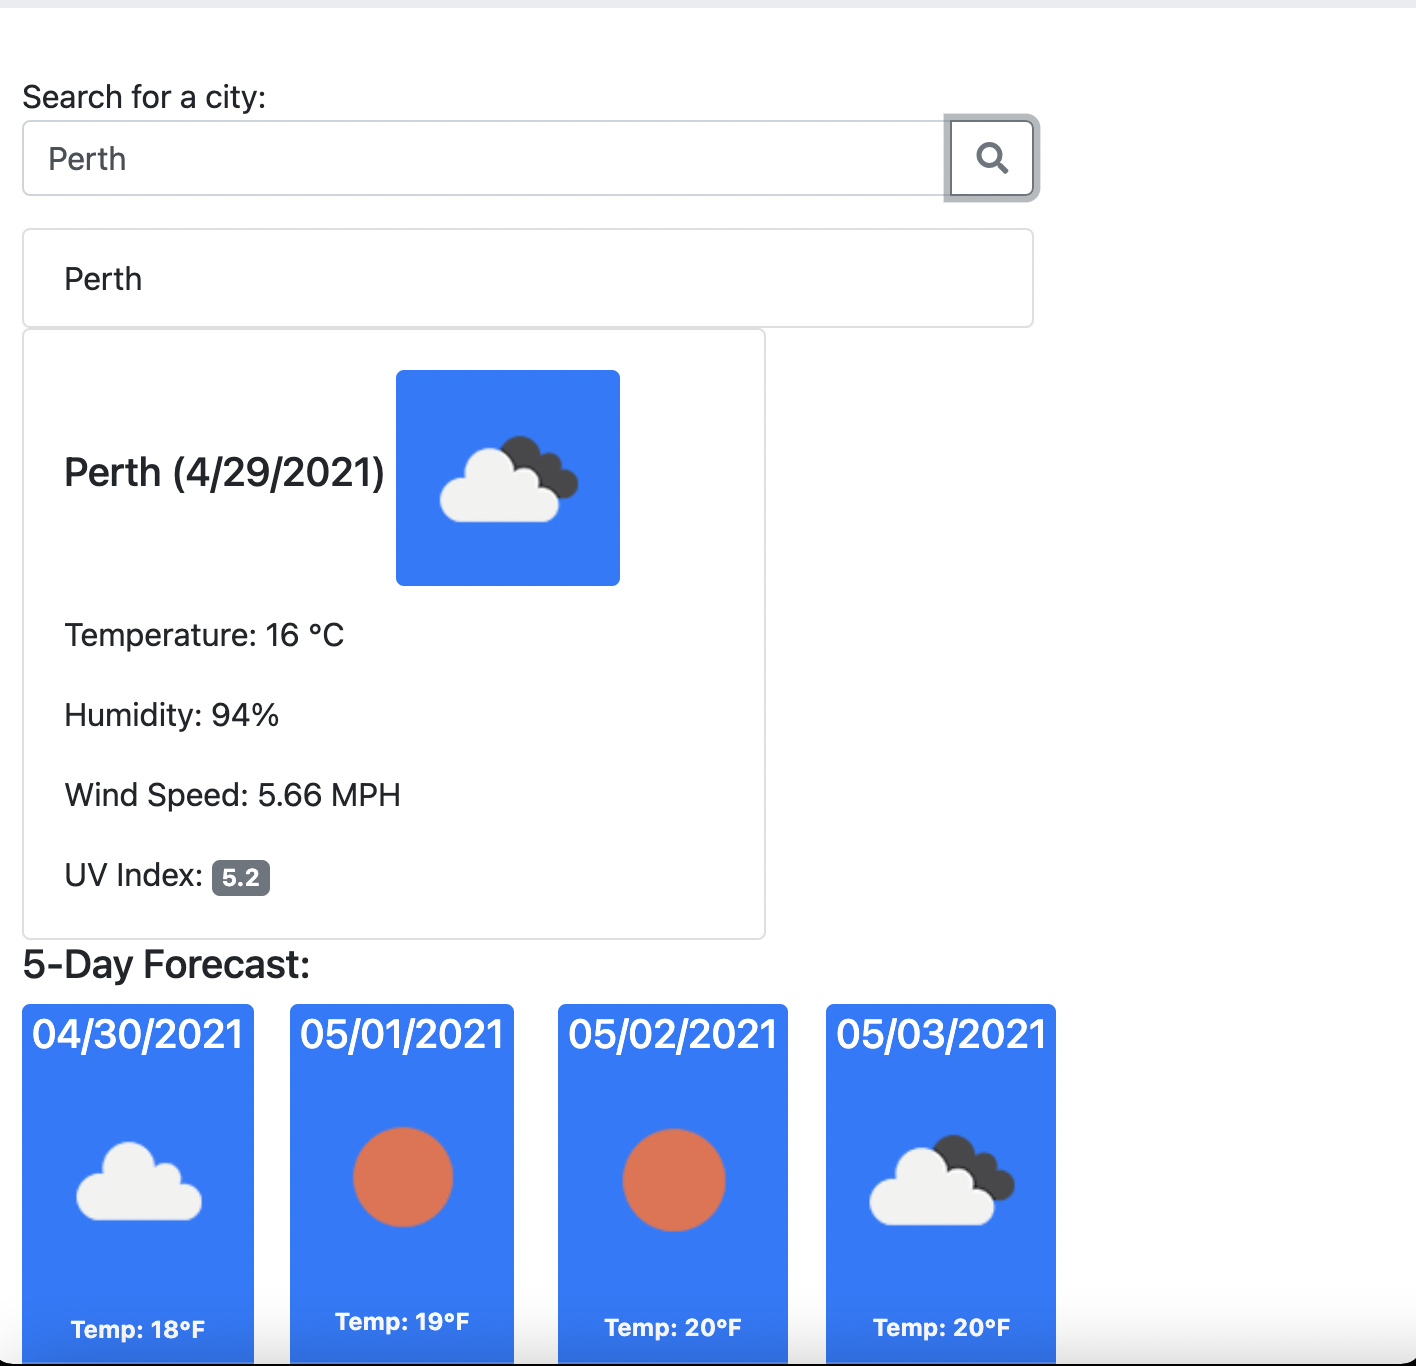 Search for a city:
Perth
Perth
Perth (4/29/2021)
Temperature: 16 °C
Humidity: 94%
Wind Speed: 5.66 MPH
UV Index: 5.2
5-Day Forecast:
04/30/2021 05/01/2021 05/02/2021 05/03/2021
Temp: 18°F Temp: 19°F Temp: 20°F Temp: 20°F